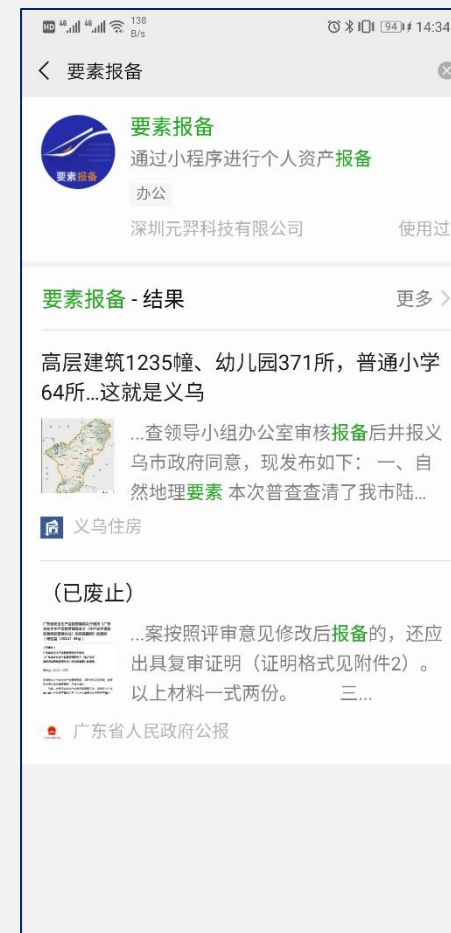 HD 46 46 138 B/s 94 14:34
要素报备
要素报备
通过小程序进行个人资产报备
要素报备
办公
深圳元羿科技有限公司 使用过
要素报备 - 结果 更多
高层建筑1235幢、幼儿园371所，普通小学
64所...这就是义乌
...查领导小组办公室审核报备后井报义
乌市政府同意，现发布如下： 一、自
然地理要素 本次普查查清了我市陆...
义乌住房
（已废止）
...案按照评审意见修改后报备的，还应
出具复审证明（证明格式见附件2）。
以上材料一式两份。 三...
广东省人民政府公报